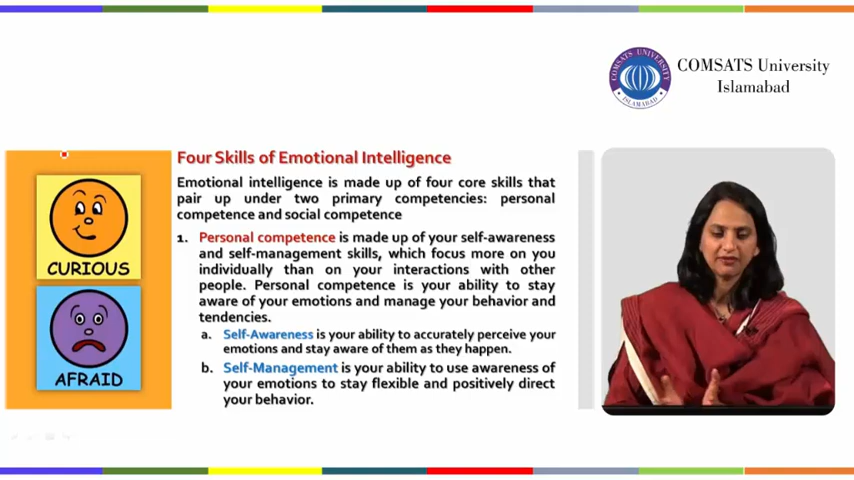 COMSATS University
Islamabad
COMSATS UNIVERSITY
ISLAMABAD
Four Skills of Emotional Intelligence
Emotional intelligence is made up of four core skills that
pair up under two primary competencies: personal
competence and social competence
1. Personal competence is made up of your self-awareness
and self-management skills, which focus more on you
individually than on your interactions with other
people. Personal competence is your ability to stay
aware of your emotions and manage your behavior and
tendencies.
a. Self-Awareness is your ability to accurately perceive your
emotions and stay aware of them as they happen.
b. Self-Management is your ability to use awareness of
your emotions to stay flexible and positively direct
your behavior.
CURIOUS
AFRAID